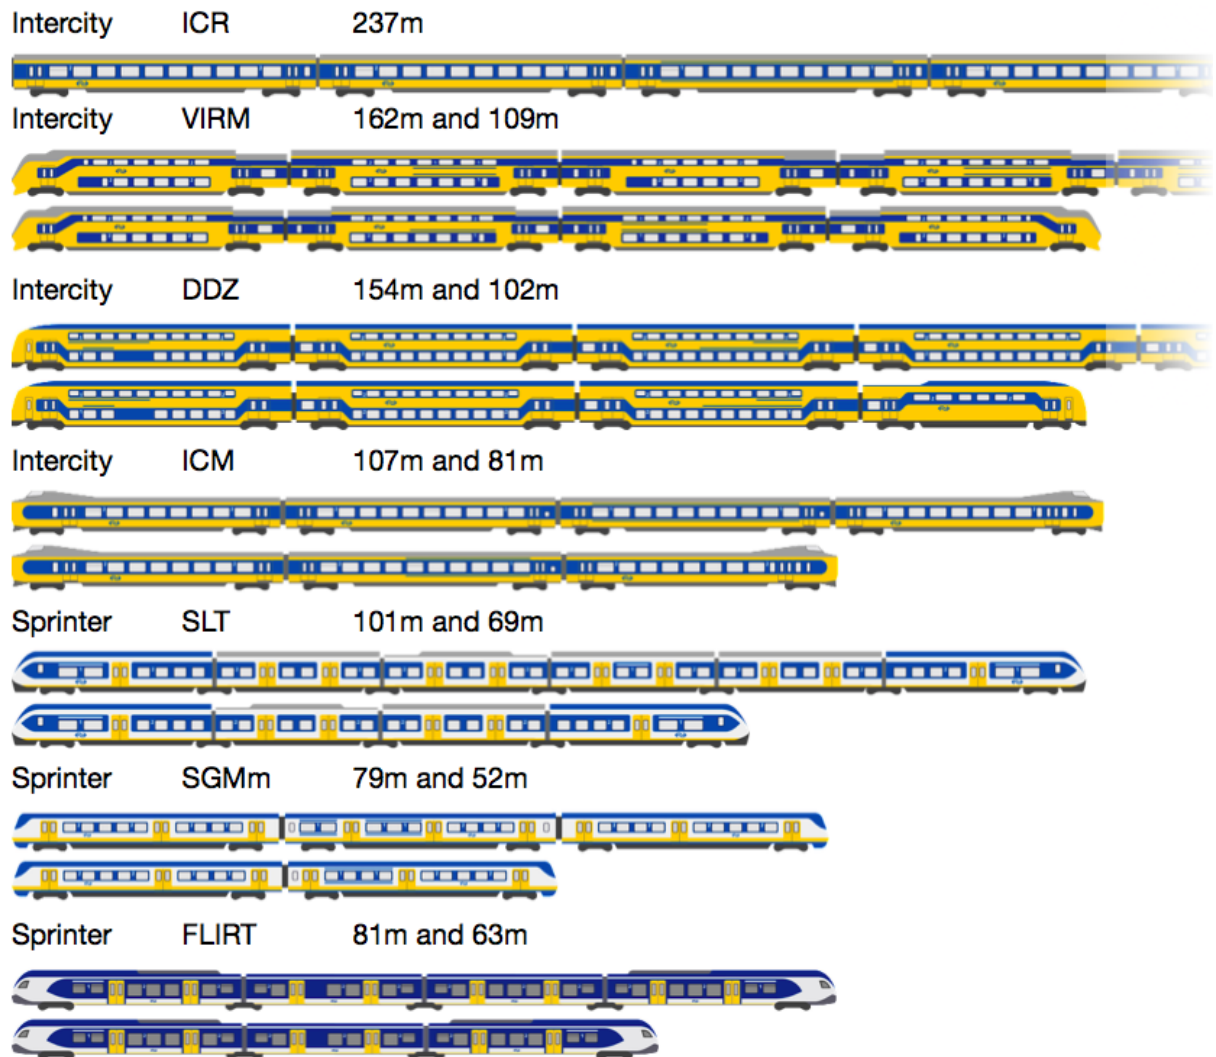 Intercity ICR 237m
Intercity VIRM 162m and 109m
Intercity DDZ 154m and 102m
Intercity ICM 107m and 81m
Sprinter SLT 101m and 69m
Sprinter SGMm 79m and 52m
Sprinter FLIRT 81m and 63m